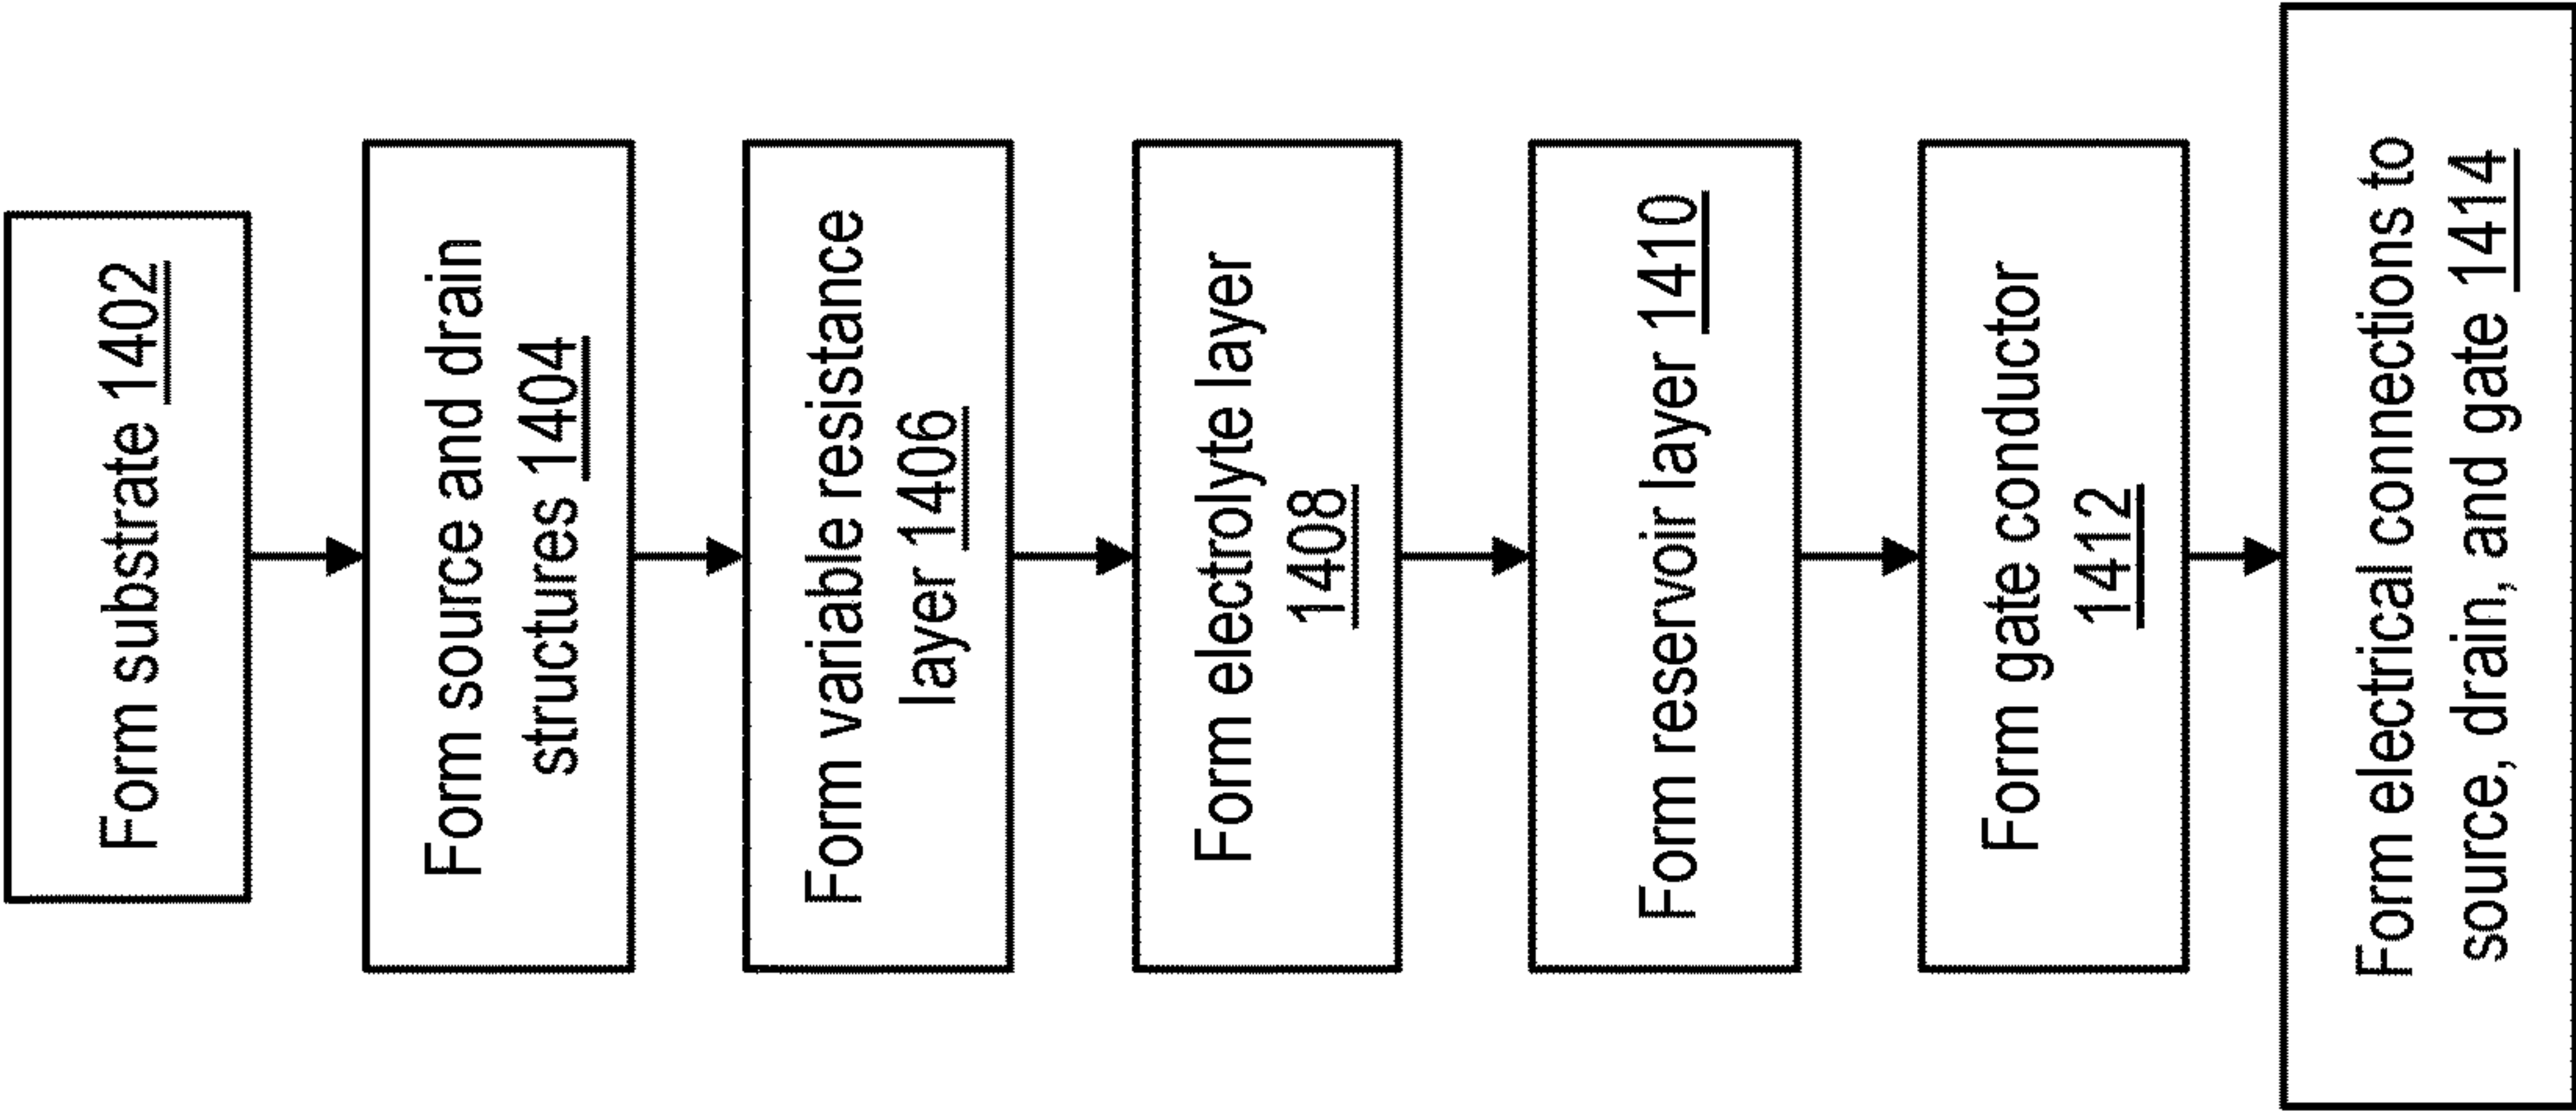 Form substrate 1402
Form source and drain
structures 1404
Form variable resistance
layer 1406
Form electrolyte layer
1408
Form reservoir layer 1410
Form gate conductor
1412
Form electrical connections to
source, drain, and gate 1414